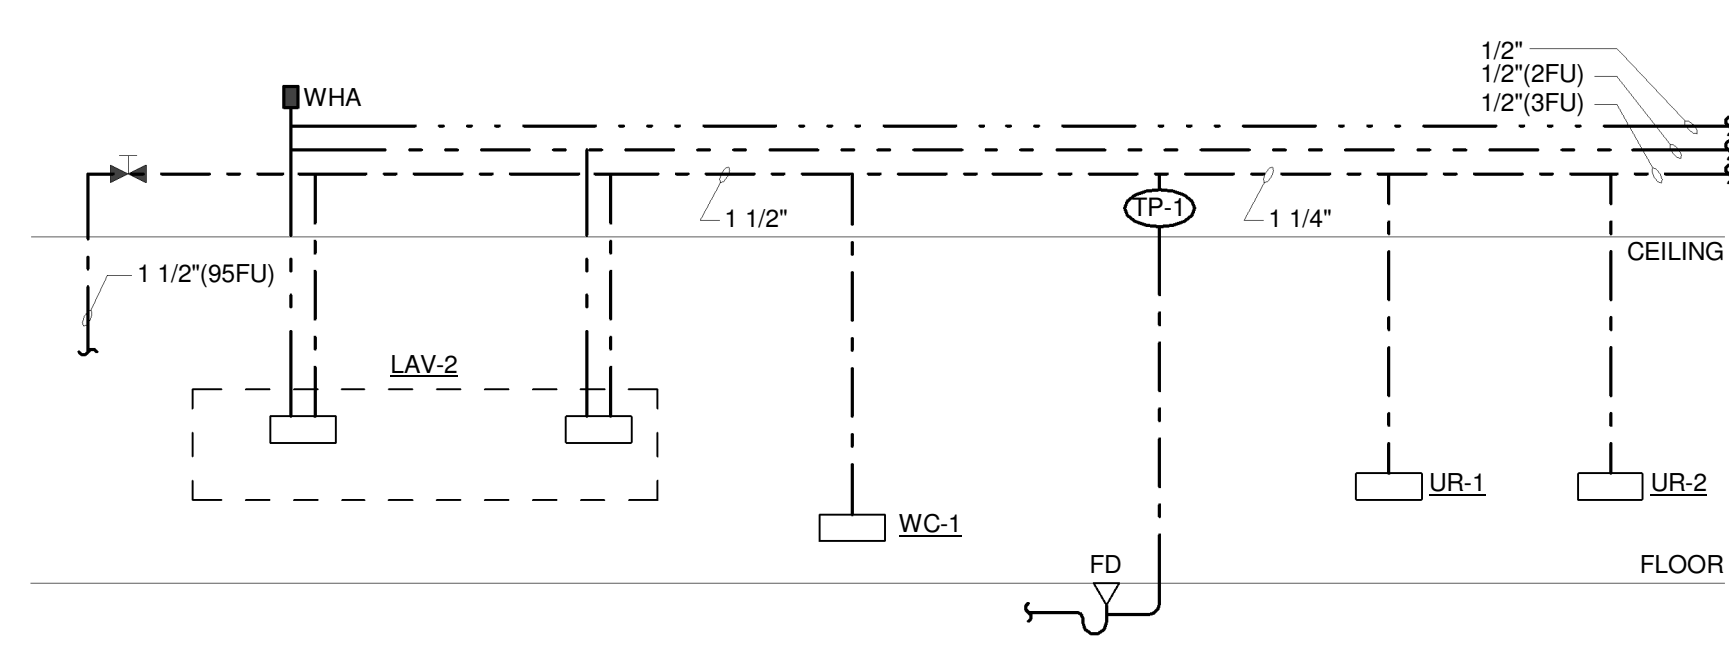 1/2"
1/2"(2FU)
1/2"(3FU)
WHA
TP-1
1 1/2"
1 1/4"
CEILING
1 1/2"(95FU)
LAV-2
UR-1
UR-2
WC-1
FD
FLOOR